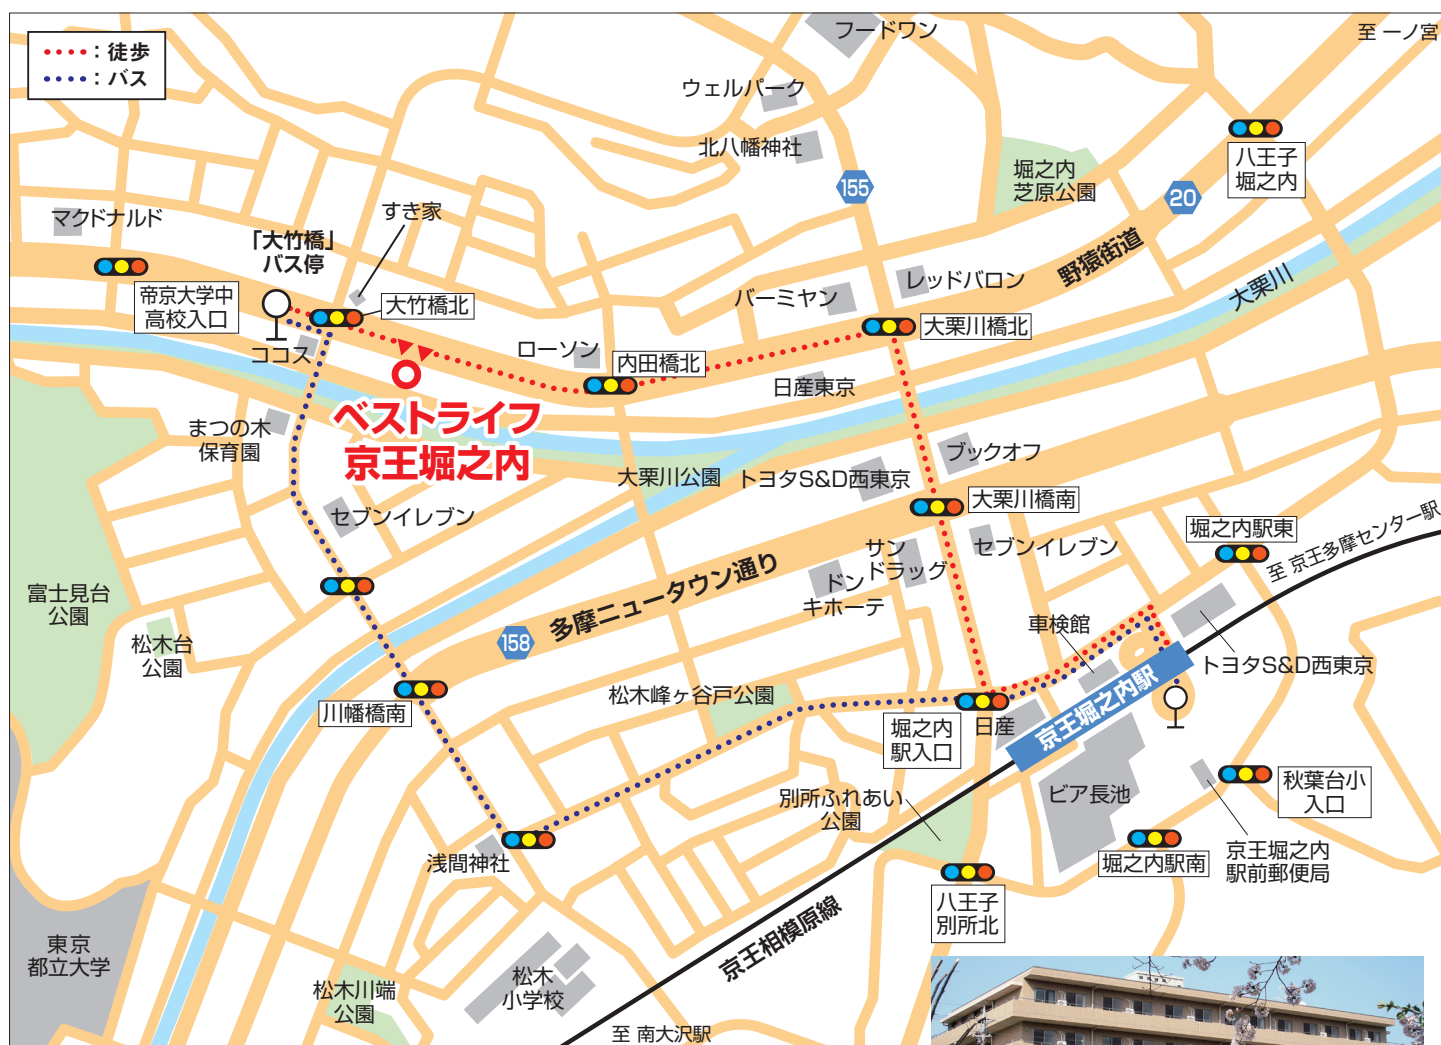 ：徒歩
：バス
フードワン
至 一ノ宮
ウェルパーク
北八幡神社
堀之内
芝原公園
八王子
堀之内
155
20
マクドナルド
すき家
「大竹橋」
バス停
野猿街道
レッドバロン
バーミヤン
大栗川
帝京大学中
高校入口
大竹橋北
大栗川橋北
ココス
ローソン
内田橋北
日産東京
ベストライフ
京王堀之内
まつの木
保育園
ブックオフ
大栗川公園
トヨタS&D西東京
セブンイレブン
大栗川橋南
堀之内駅東
至 京王多摩センター駅
サン
ドラッグ
セブンイレブン
ドン
キホーテ
多摩ニュータウン通り
158
富士見台
公園
松木台
公園
車検館
トヨタS&D西東京
京王堀之内駅
松木峰ヶ谷戸公園
川幡橋南
堀之内
駅入口
日産
別所ふれあい
公園
ビア長池
秋葉台小
入口
浅間神社
堀之内駅南
京王堀之内
駅前郵便局
八王子
別所北
京王相模原線
東京
都立大学
松木
小学校
松木川端
公園
至 南大沢駅